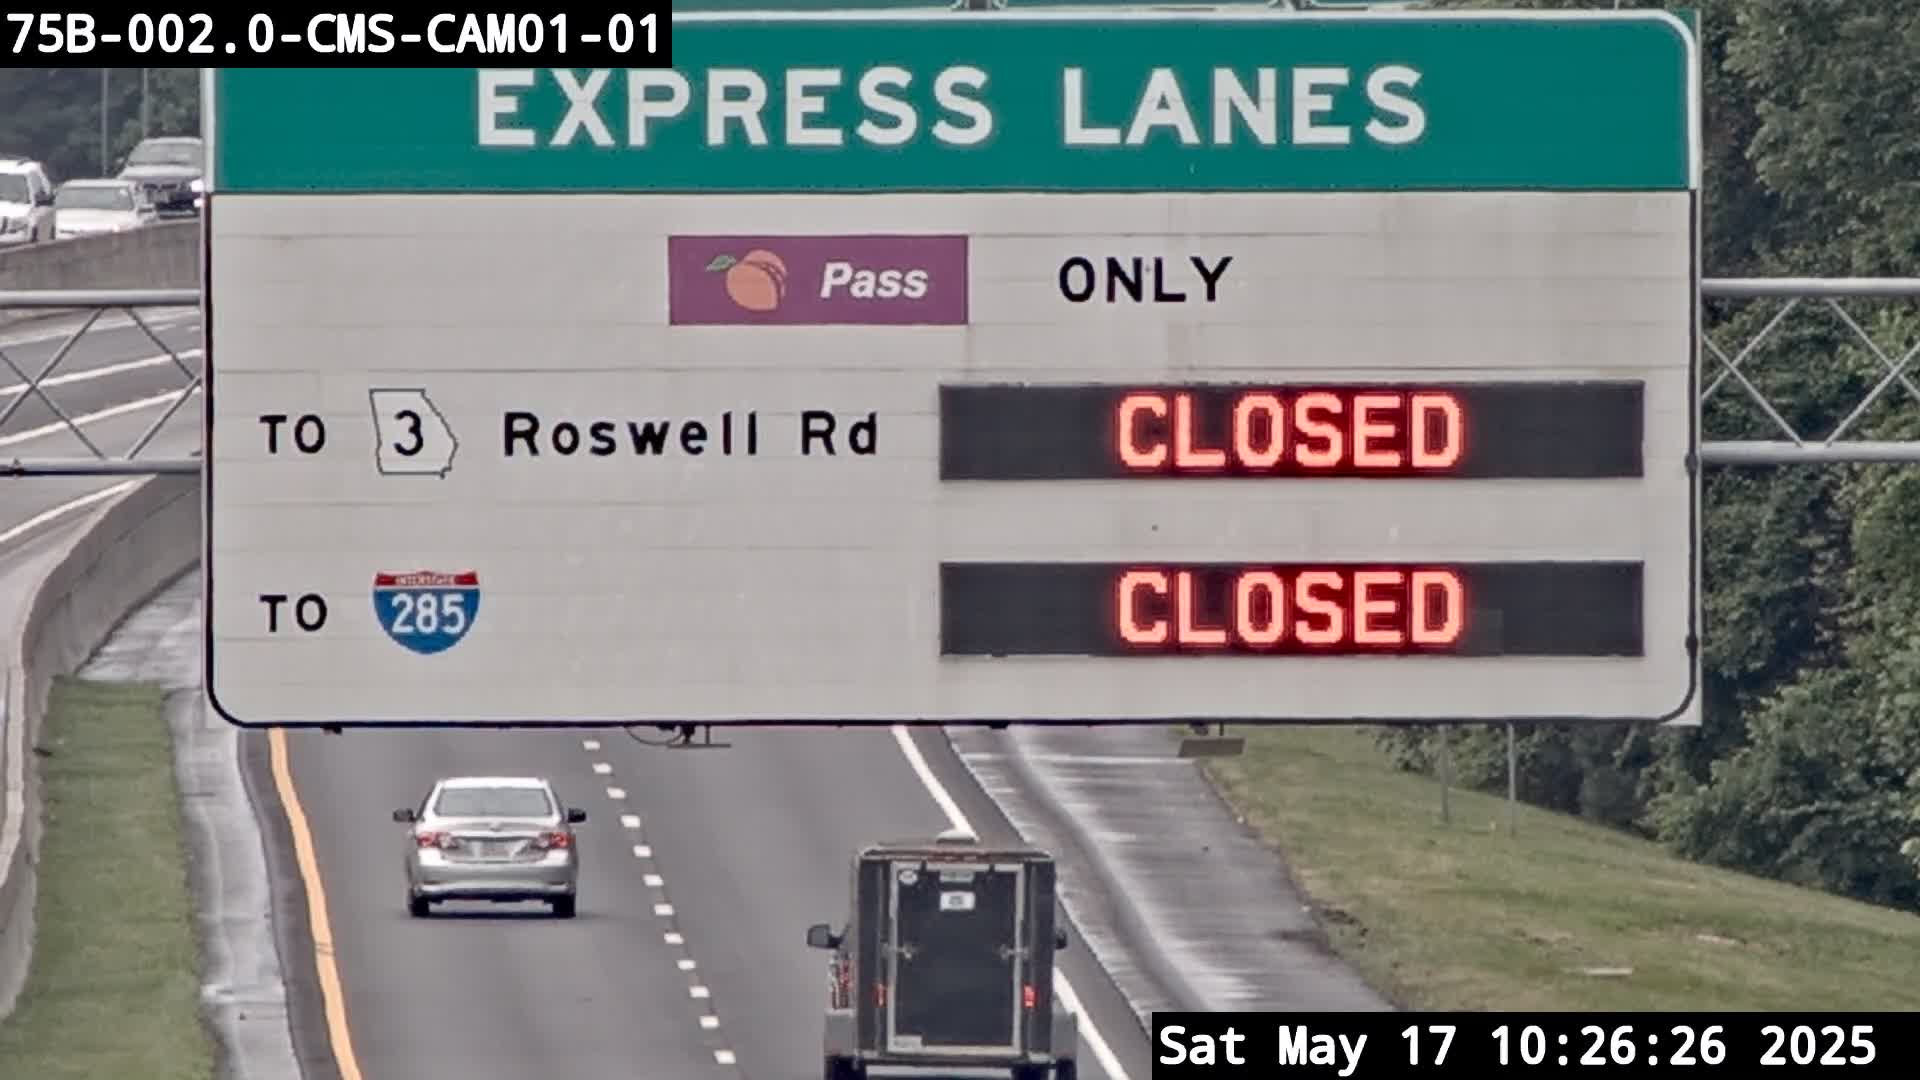 75B-002.0-CMS-CAM01-01
EXPRESS LANES
Pass ONLY
TO 3 Roswell Rd CLOSED
INTERSTATE
TO 285 CLOSED
Sat May 17 10:26:26 2025